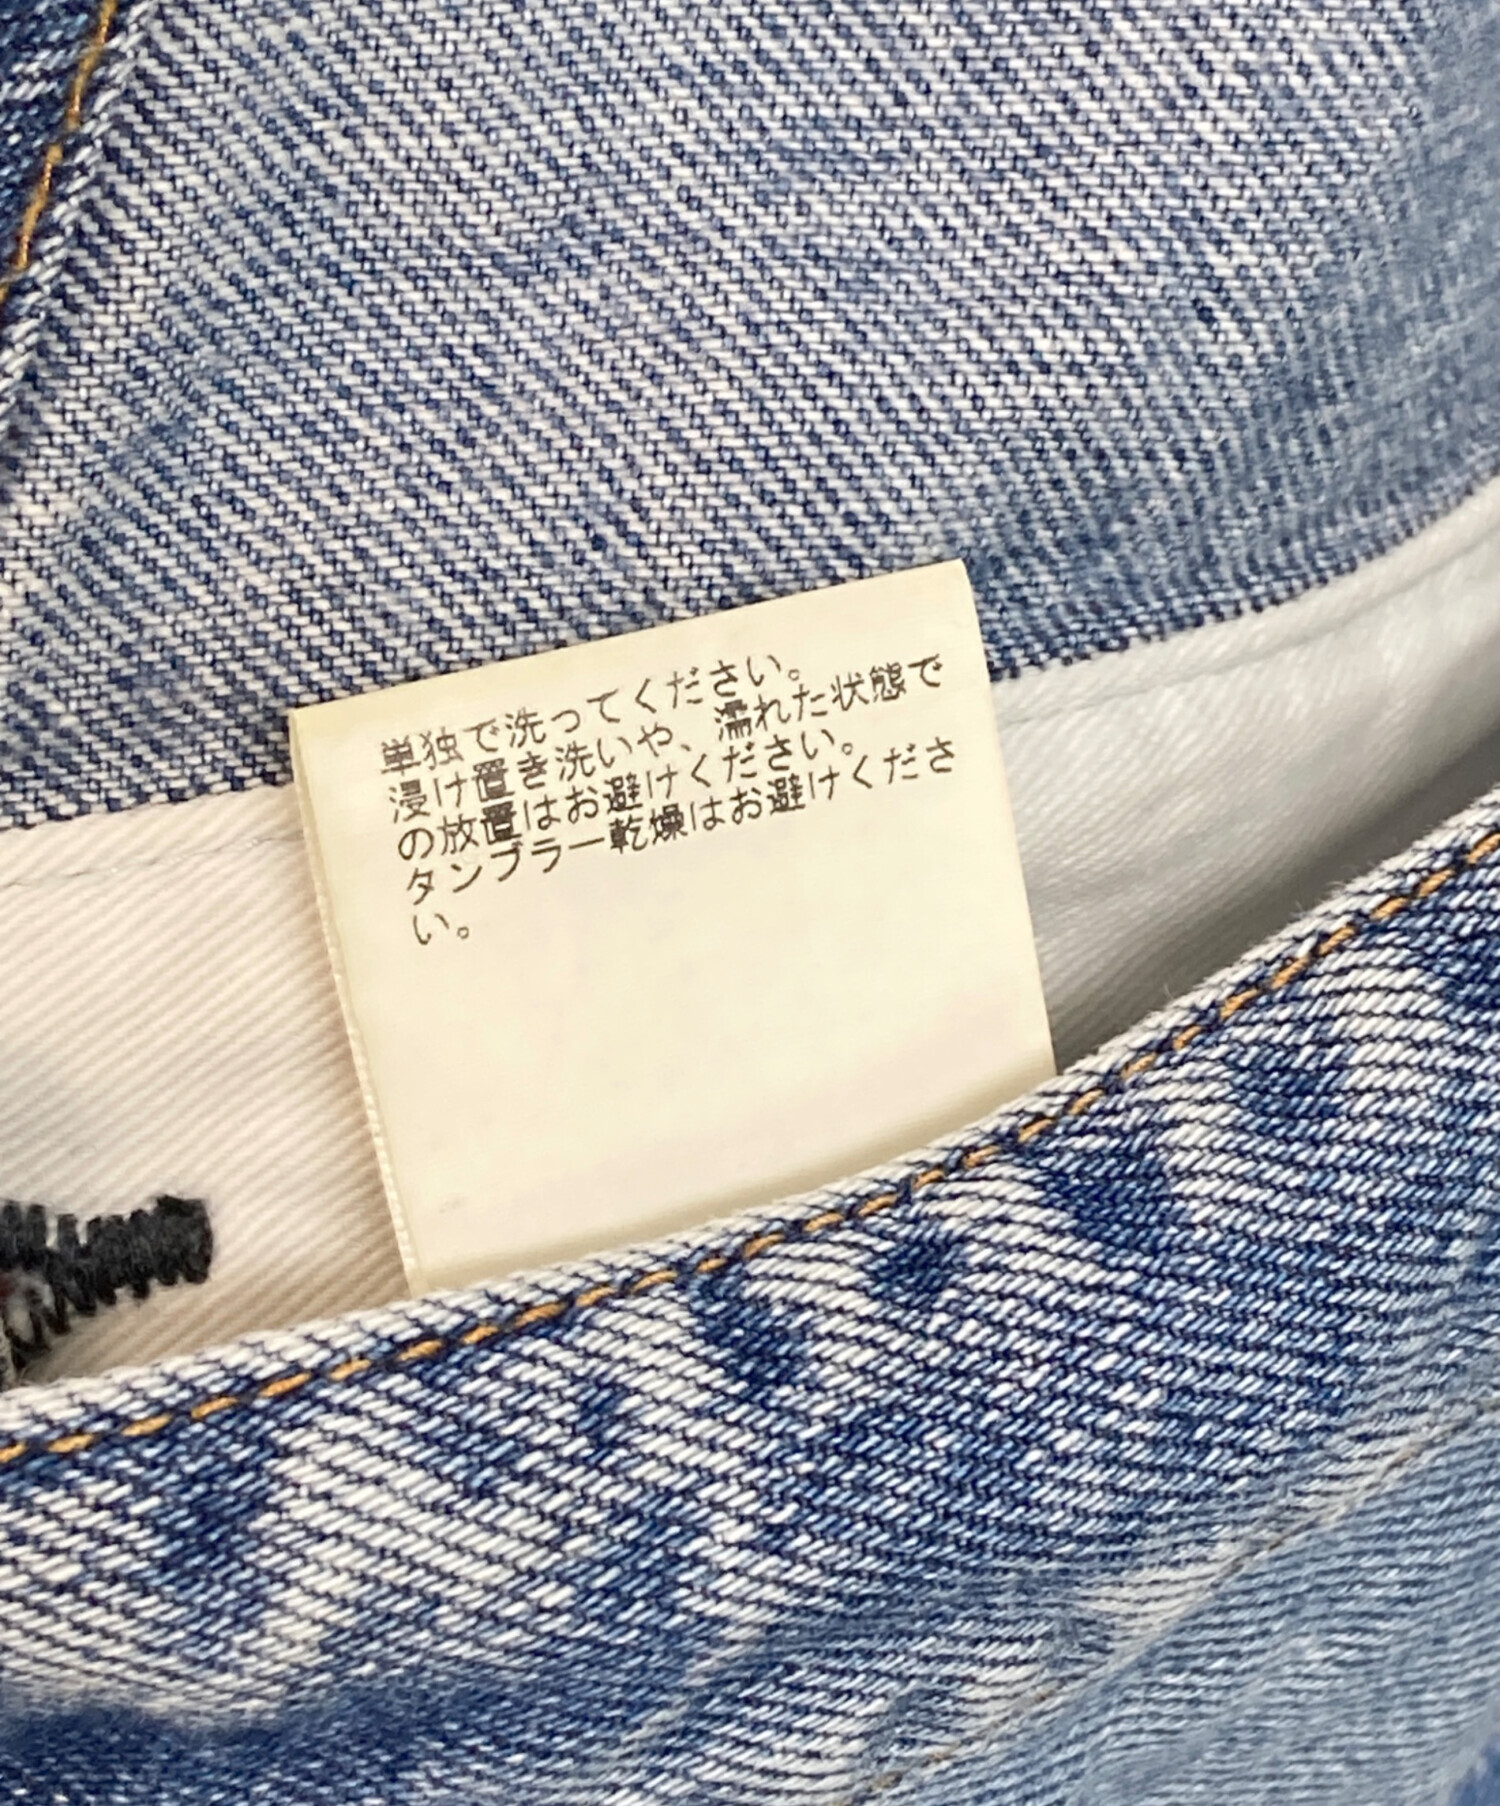 単独で洗ってください。
浸け置き洗いや、濡れた状態で
の放置はお避けください。
タンブラー乾燥はお避けくださ
い。